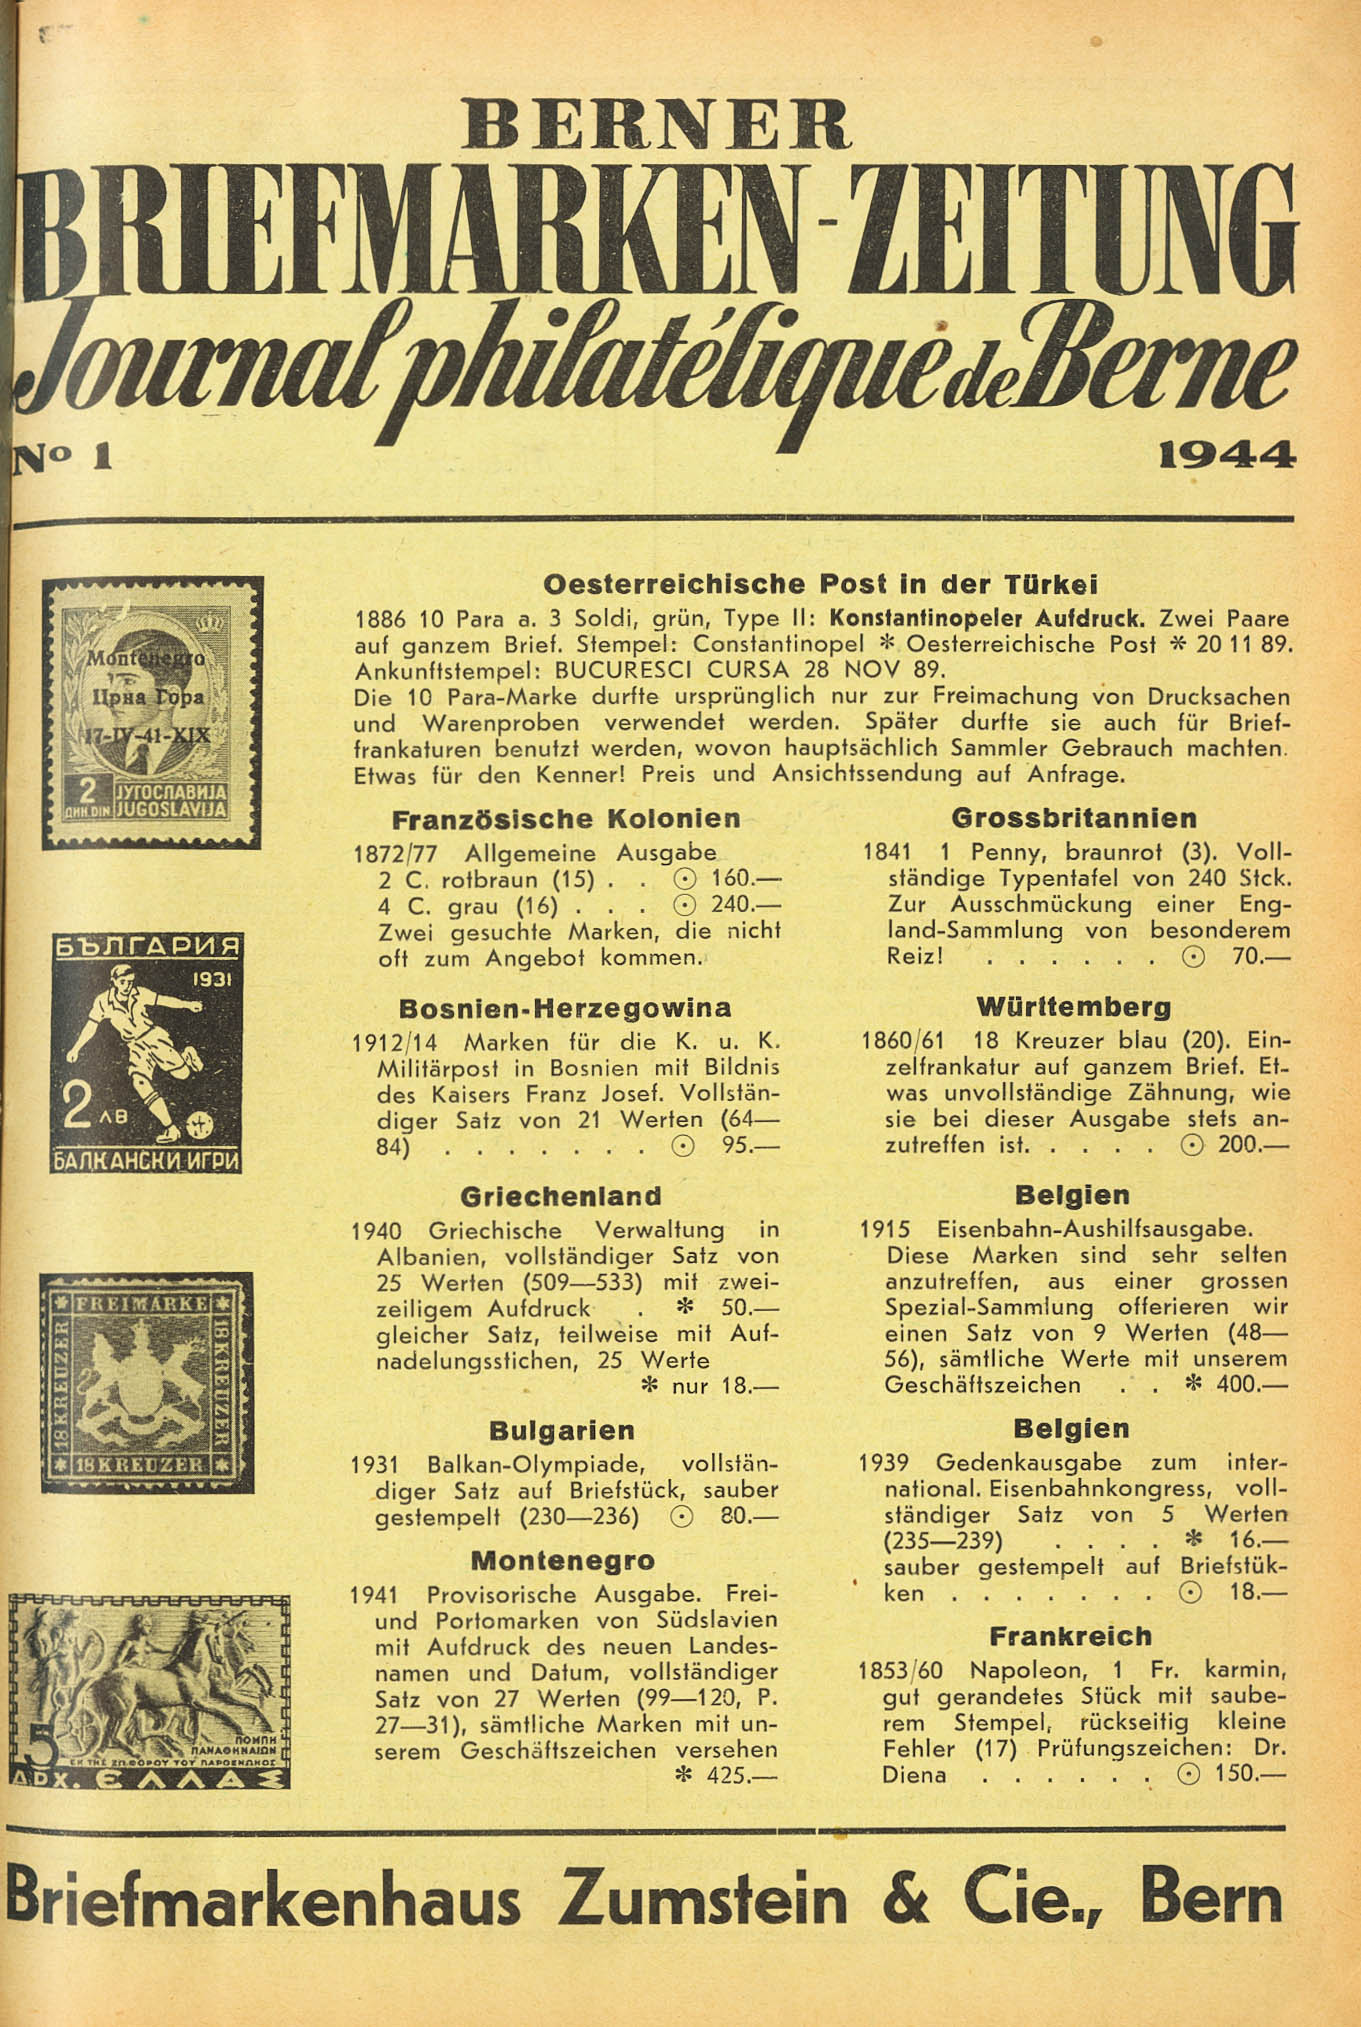 BERNER
BRIEFMARKEN-ZEITUNG
Journal philatélique de Berne
No 1
1944
Montenegro
Црна Гора
17-IV-41-XIX
2
ДИН DIN
ЈУГОСЛАВИЈА
JUGOSLAVIJA
БЪЛГАРИЯ
1931
2 ЛВ
БАЛКАНСКИ ИГРИ
FREIMARKE
18 KREUZER
18 KREUZER
18 KREUZER
5
ΠΟΜΠΗ
ΠΑΝΑΘΗΝΑΙΩΝ
ΕΚ ΤΗΣ ΖΩΦΟΡΟΥ ΤΟΥ ΠΑΡΘΕΝΩΝΟΣ
ΔΡΧ. ΕΛΛΑΣ
Oesterreichische Post in der Türkei
1886 10 Para a. 3 Soldi, grün, Type II: Konstantinopeler Aufdruck. Zwei Paare
auf ganzem Brief. Stempel: Constantinopel * Oesterreichische Post * 20 11 89.
Ankunftstempel: BUCURESCI CURSA 28 NOV 89.
Die 10 Para-Marke durfte ursprünglich nur zur Freimachung von Drucksachen
und Warenproben verwendet werden. Später durfte sie auch für Brief-
frankaturen benutzt werden, wovon hauptsächlich Sammler Gebrauch machten.
Etwas für den Kenner! Preis und Ansichtssendung auf Anfrage.
Französische Kolonien
1872/77 Allgemeine Ausgabe
2 C. rotbraun (15) . . ⊙ 160.—
4 C. grau (16) . . . ⊙ 240.—
Zwei gesuchte Marken, die nicht
oft zum Angebot kommen.
Bosnien-Herzegowina
1912/14 Marken für die K. u. K.
Militärpost in Bosnien mit Bildnis
des Kaisers Franz Josef. Vollstän-
diger Satz von 21 Werten (64—
84) . . . . . . . ⊙ 95.—
Griechenland
1940 Griechische Verwaltung in
Albanien, vollständiger Satz von
25 Werten (509—533) mit zwei-
zeiligem Aufdruck . * 50.—
gleicher Satz, teilweise mit Auf-
nadelungsstichen, 25 Werte
* nur 18.—
Bulgarien
1931 Balkan-Olympiade, vollstän-
diger Satz auf Briefstück, sauber
gestempelt (230—236) ⊙ 80.—
Montenegro
1941 Provisorische Ausgabe. Frei-
und Portomarken von Südslavien
mit Aufdruck des neuen Landes-
namen und Datum, vollständiger
Satz von 27 Werten (99—120, P.
27—31), sämtliche Marken mit un-
serem Geschäftszeichen versehen
* 425.—
Grossbritannien
1841 1 Penny, braunrot (3). Voll-
ständige Typentafel von 240 Stck.
Zur Ausschmückung einer Eng-
land-Sammlung von besonderem
Reiz! . . . . . . ⊙ 70.—
Württemberg
1860/61 18 Kreuzer blau (20). Ein-
zelfrankatur auf ganzem Brief. Et-
was unvollständige Zähnung, wie
sie bei dieser Ausgabe stets an-
zutreffen ist. . . . . ⊙ 200.—
Belgien
1915 Eisenbahn-Aushilfsausgabe.
Diese Marken sind sehr selten
anzutreffen, aus einer grossen
Spezial-Sammlung offerieren wir
einen Satz von 9 Werten (48—
56), sämtliche Werte mit unserem
Geschäftszeichen . . * 400.—
Belgien
1939 Gedenkausgabe zum inter-
national. Eisenbahnkongress, voll-
ständiger Satz von 5 Werten
(235—239) . . . . * 16.—
sauber gestempelt auf Briefstük-
ken . . . . . . . ⊙ 18.—
Frankreich
1853/60 Napoleon, 1 Fr. karmin,
gut gerandetes Stück mit saube-
rem Stempel, rückseitig kleine
Fehler (17) Prüfungszeichen: Dr.
Diena . . . . . . ⊙ 150.—
Briefmarkenhaus Zumstein & Cie., Bern